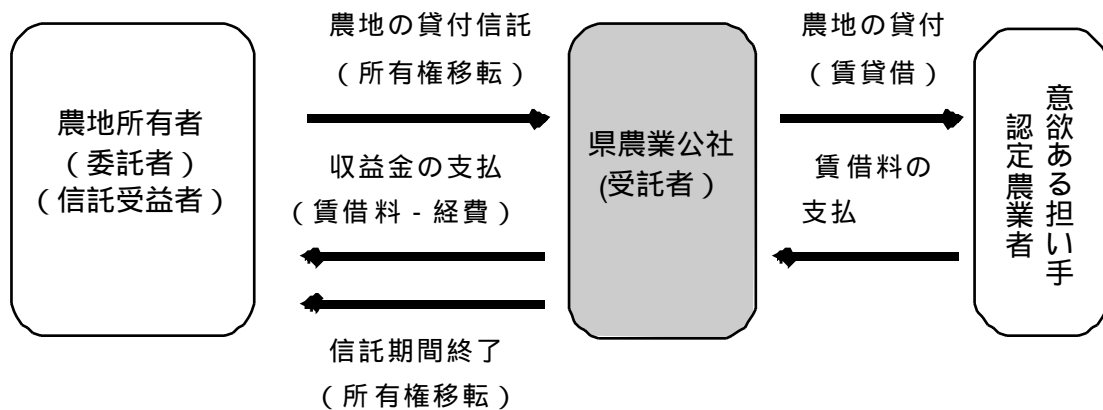 農地所有者
（委託者）
（信託受益者）
農地の貸付信託
（所有権移転）
収益金の支払
（賃借料－経費）
信託期間終了
（所有権移転）
県農業公社
(受託者）
農地の貸付
（賃貸借）
賃借料の
支払
意欲ある担い手
認定農業者